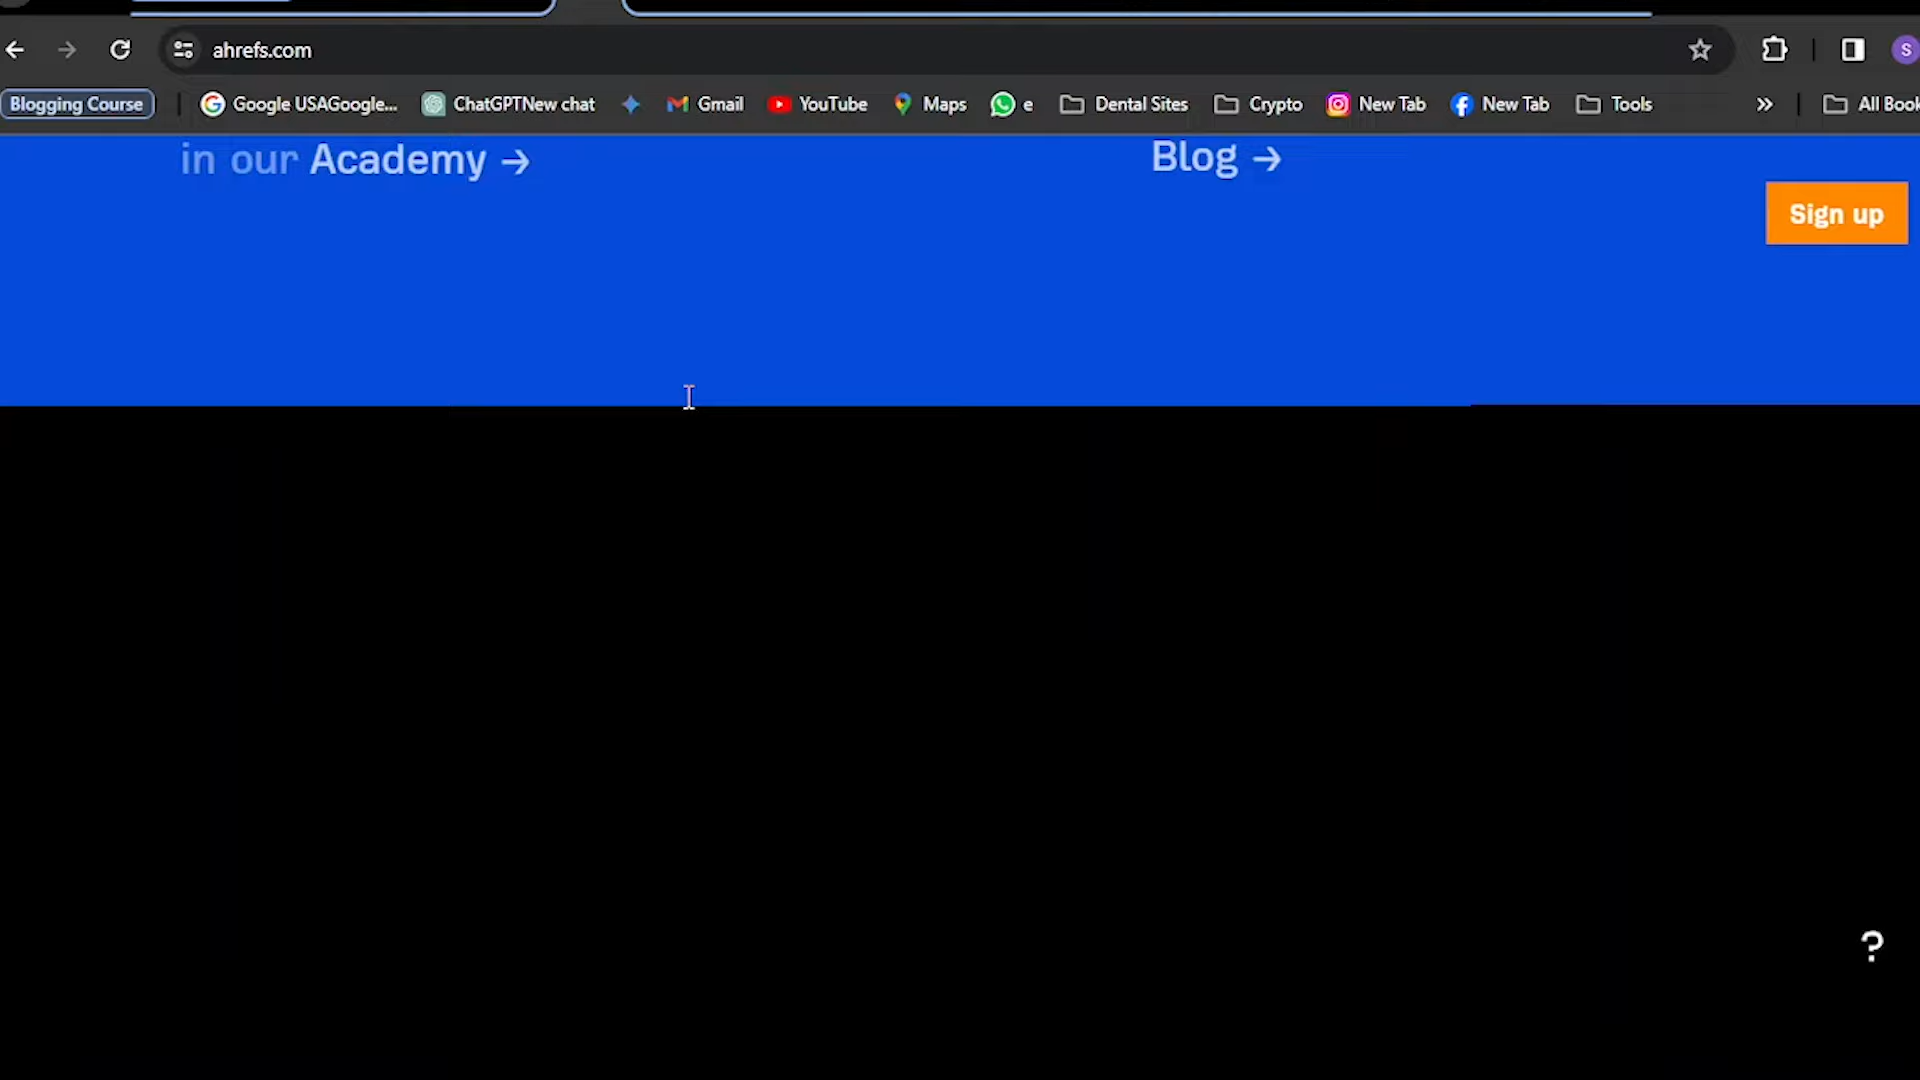 ahrefs.com
S
Blogging Course
Google USAGoogle...
ChatGPTNew chat
Gmail
YouTube
Maps
e
Dental Sites
Crypto
New Tab
New Tab
Tools
»
All Book
in our Academy →
Blog →
Sign up
?